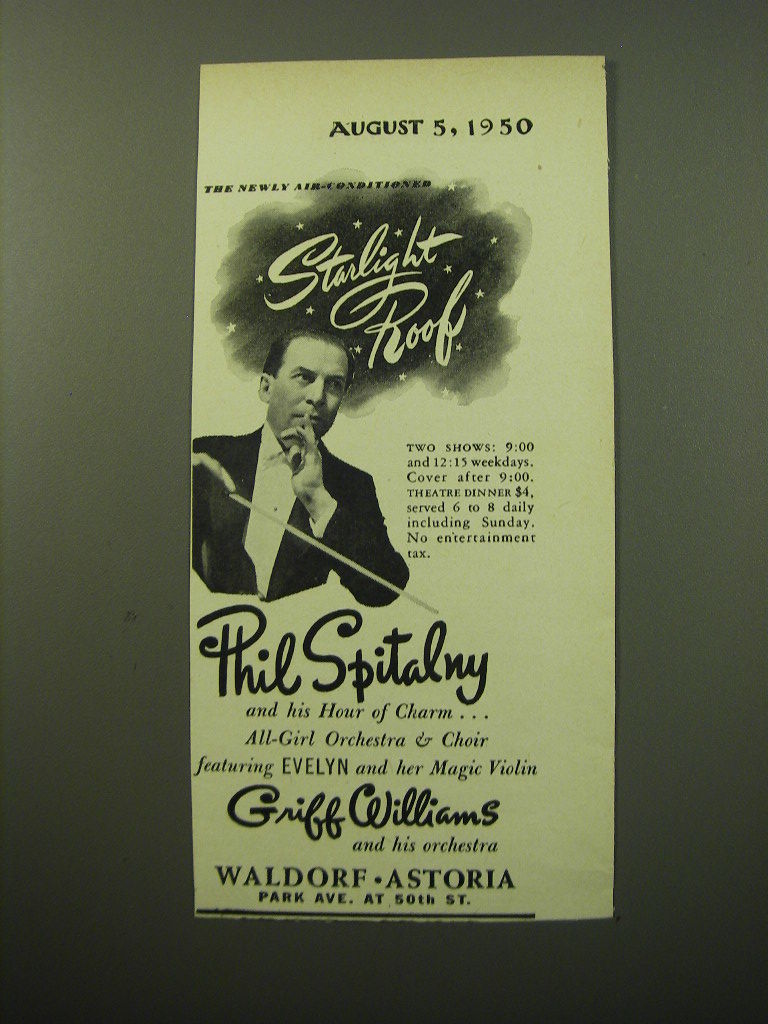 AUGUST 5, 1950
THE NEWLY AIR-CONDITIONED
Starlight
Roof
TWO SHOWS: 9:00
and 12:15 weekdays.
Cover after 9:00.
THEATRE DINNER $4,
served 6 to 8 daily
including Sunday.
No entertainment
tax.
Phil Spitalny
and his Hour of Charm...
All-Girl Orchestra & Choir
featuring EVELYN and her Magic Violin
Griff Williams
and his orchestra
WALDORF • ASTORIA
PARK AVE. AT 50th ST.